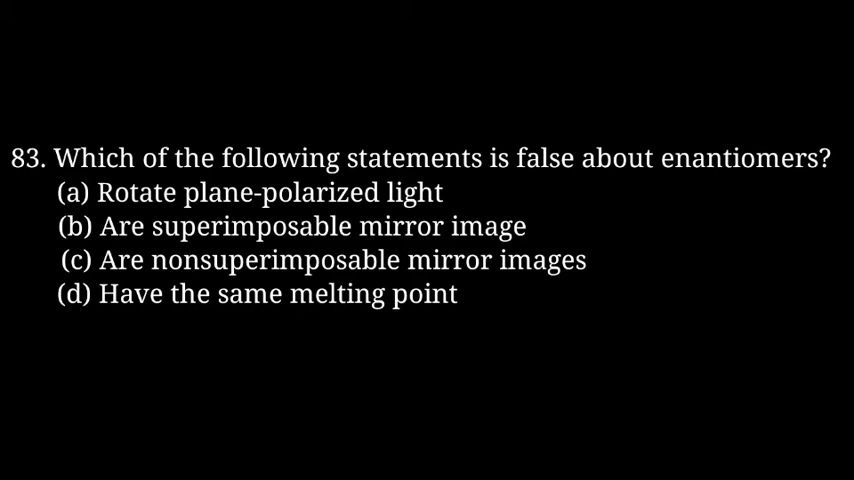 83. Which of the following statements is false about enantiomers?
(a) Rotate plane-polarized light
(b) Are superimposable mirror image
(c) Are nonsuperimposable mirror images
(d) Have the same melting point